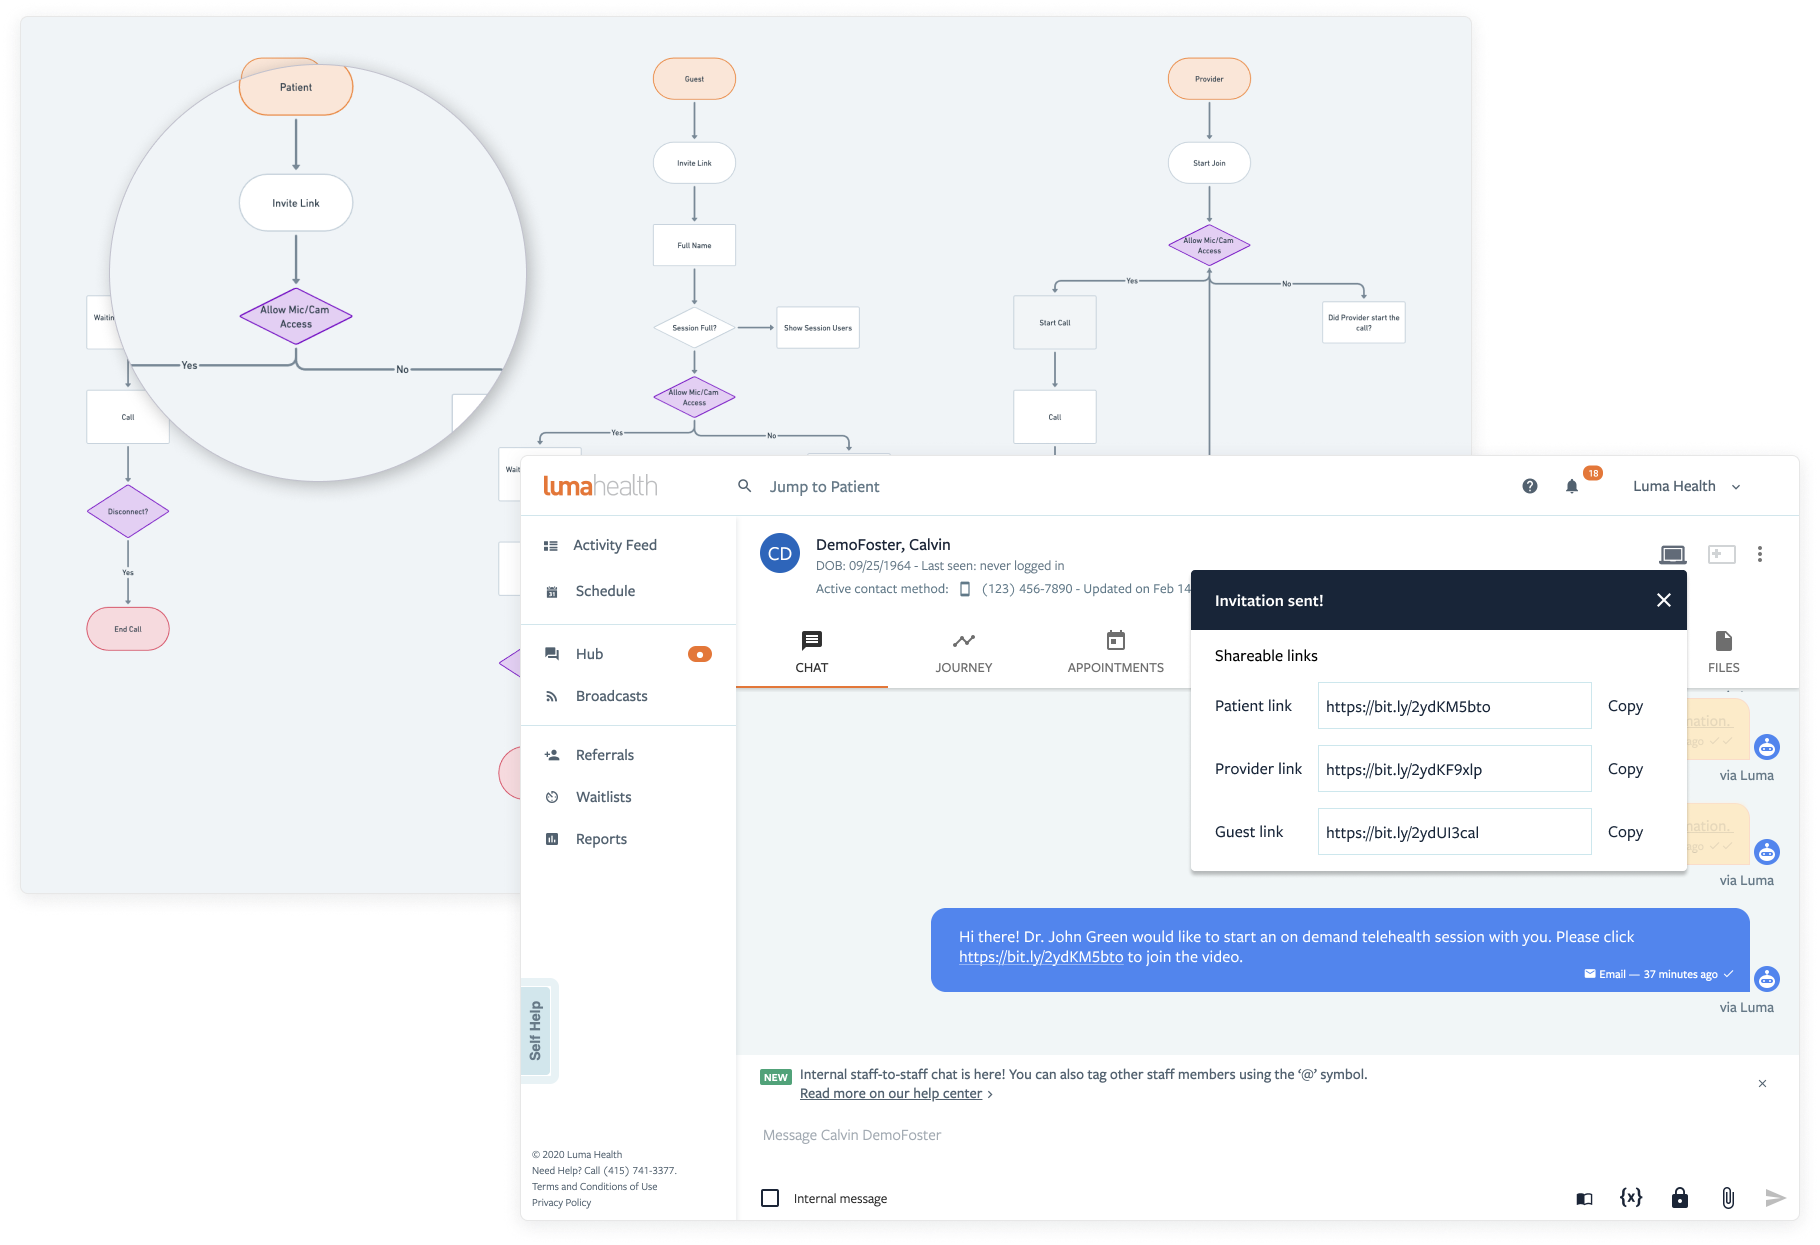 Patient
Invite Link
Allow Mic/Cam
Access
Yes
No
Call
Disconnect?
Yes
End Call
Guest
Invite Link
Full Name
Session Full?
Show Session Users
Allow Mic/Cam
Access
Yes
No
Provider
Start Join
Allow Mic/Cam
Access
Yes
No
Start Call
Did Provider start the
call?
Call
lumahealth
Jump to Patient
18
Luma Health
Activity Feed
Schedule
Hub
Broadcasts
Referrals
Waitlists
Reports
Self Help
© 2020 Luma Health
Need Help? Call (415) 741-3377.
Terms and Conditions of Use
Privacy Policy
CD
DemoFoster, Calvin
DOB: 09/25/1964 - Last seen: never logged in
Active contact method: (123) 456-7890 - Updated on Feb 14
CHAT
JOURNEY
APPOINTMENTS
FILES
Invitation sent!
Shareable links
Patient link https://bit.ly/2ydKM5bto Copy
Provider link https://bit.ly/2ydKF9xlp Copy
Guest link https://bit.ly/2ydUI3cal Copy
ago
via Luma
ago
via Luma
Hi there! Dr. John Green would like to start an on demand telehealth session with you. Please click
https://bit.ly/2ydKM5bto to join the video.
Email — 37 minutes ago
via Luma
NEW Internal staff-to-staff chat is here! You can also tag other staff members using the ‘@’ symbol.
Read more on our help center >
Message Calvin DemoFoster
Internal message
{x}